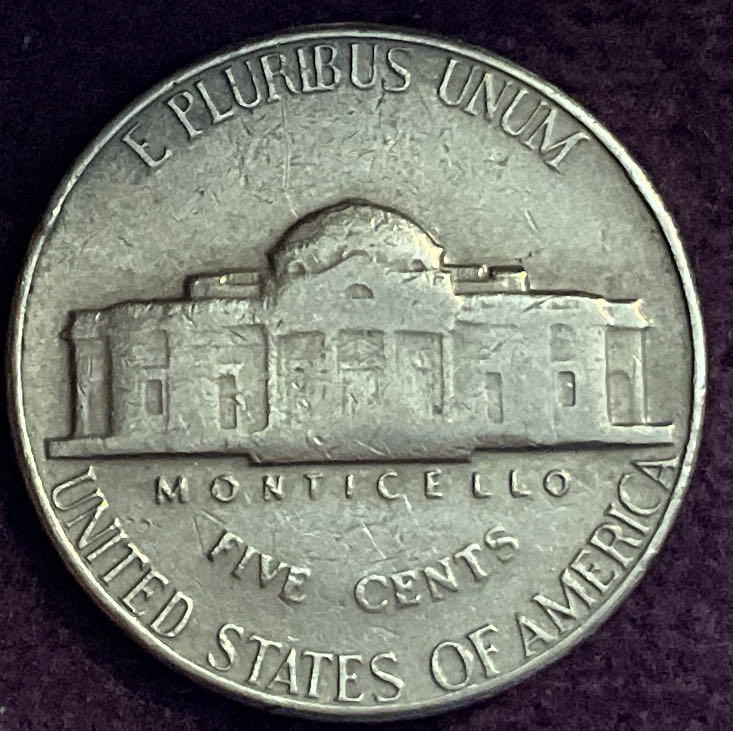 E PLURIBUS UNUM
MONTICELLO
FIVE CENTS
UNITED STATES OF AMERICA